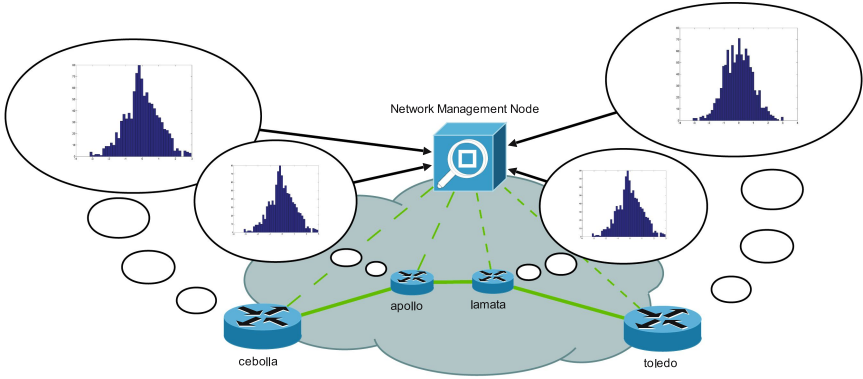 Network Management Node
apollo
lamata
cebolla
toledo